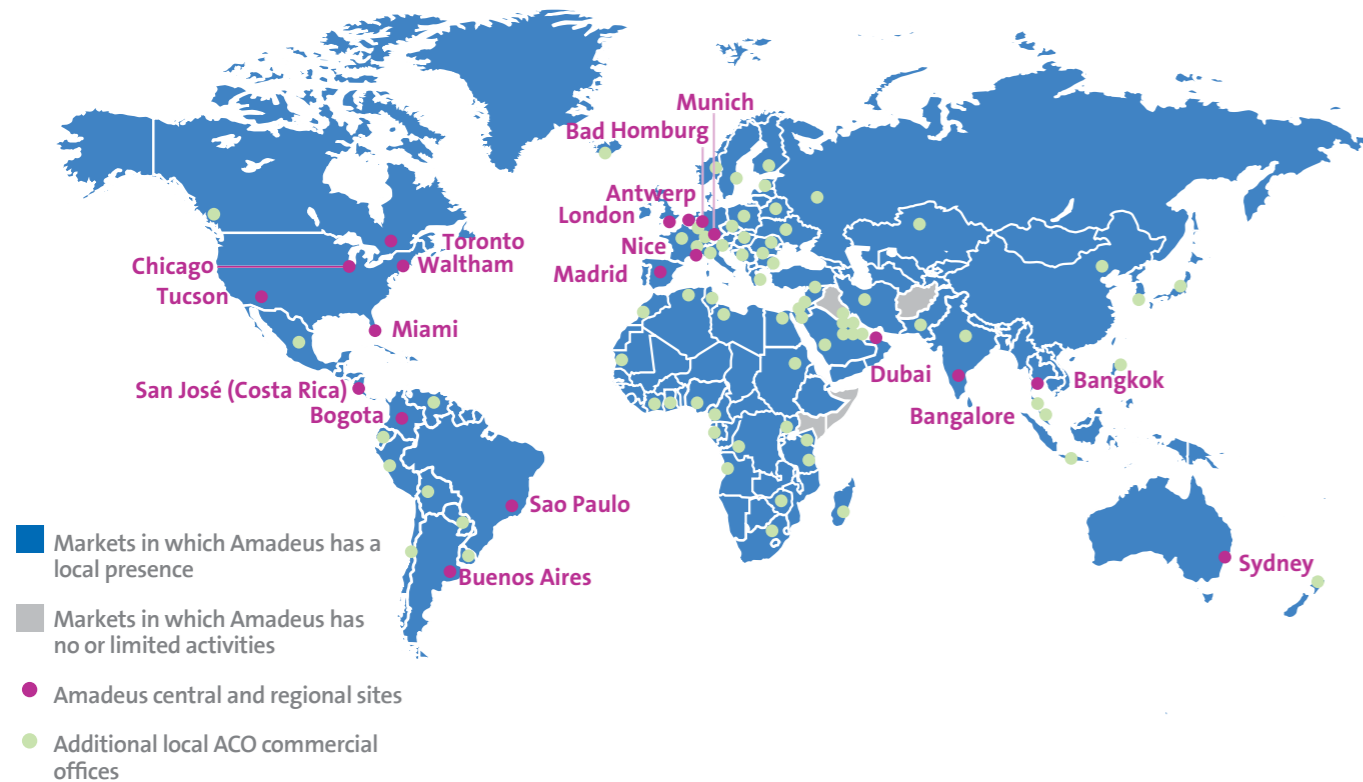 Munich
Bad Homburg
Antwerp
London
Nice
Madrid
Toronto
Waltham
Chicago
Tucson
Miami
San José (Costa Rica)
Bogota
Dubai
Bangkok
Bangalore
Sao Paulo
Buenos Aires
Sydney
Markets in which Amadeus has a
local presence
Markets in which Amadeus has
no or limited activities
Amadeus central and regional sites
Additional local ACO commercial
offices